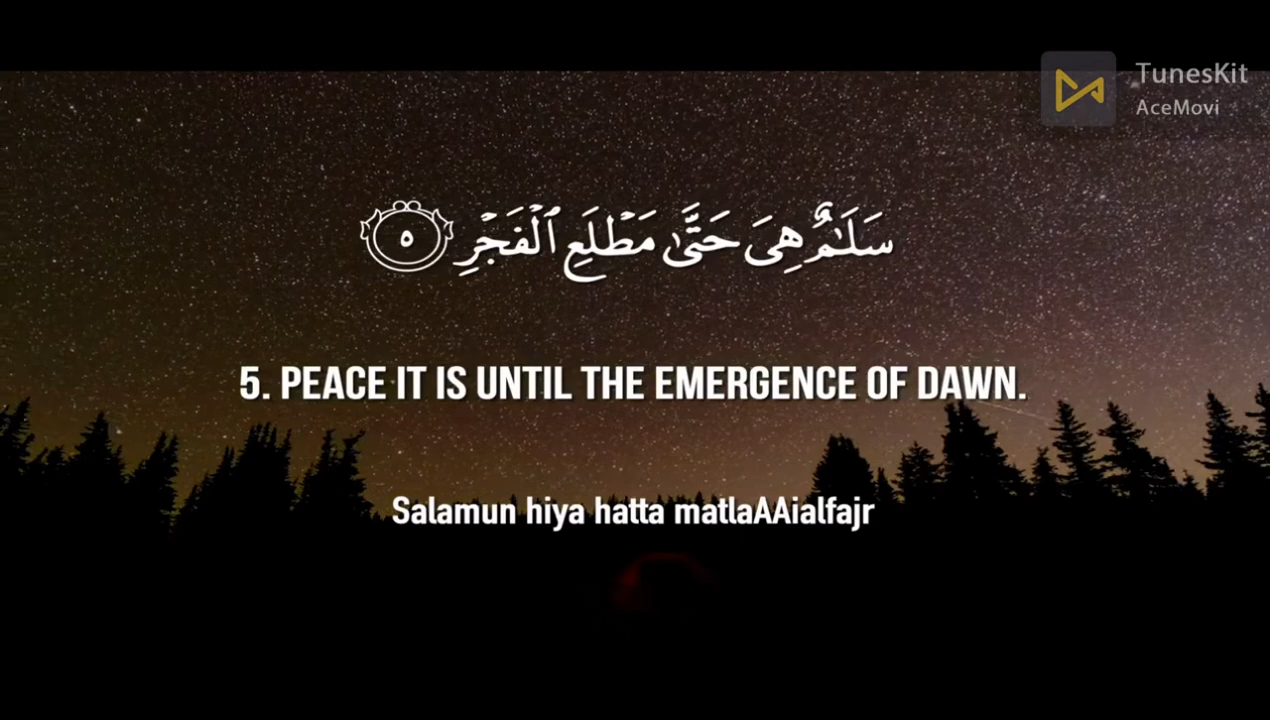 TunesKit
AceMovi
سَلَـٰمٌ هِىَ حَتَّىٰ مَطْلَعِ ٱلْفَجْرِ ٥
5. PEACE IT IS UNTIL THE EMERGENCE OF DAWN.
Salamun hiya hatta matlaAAialfajr